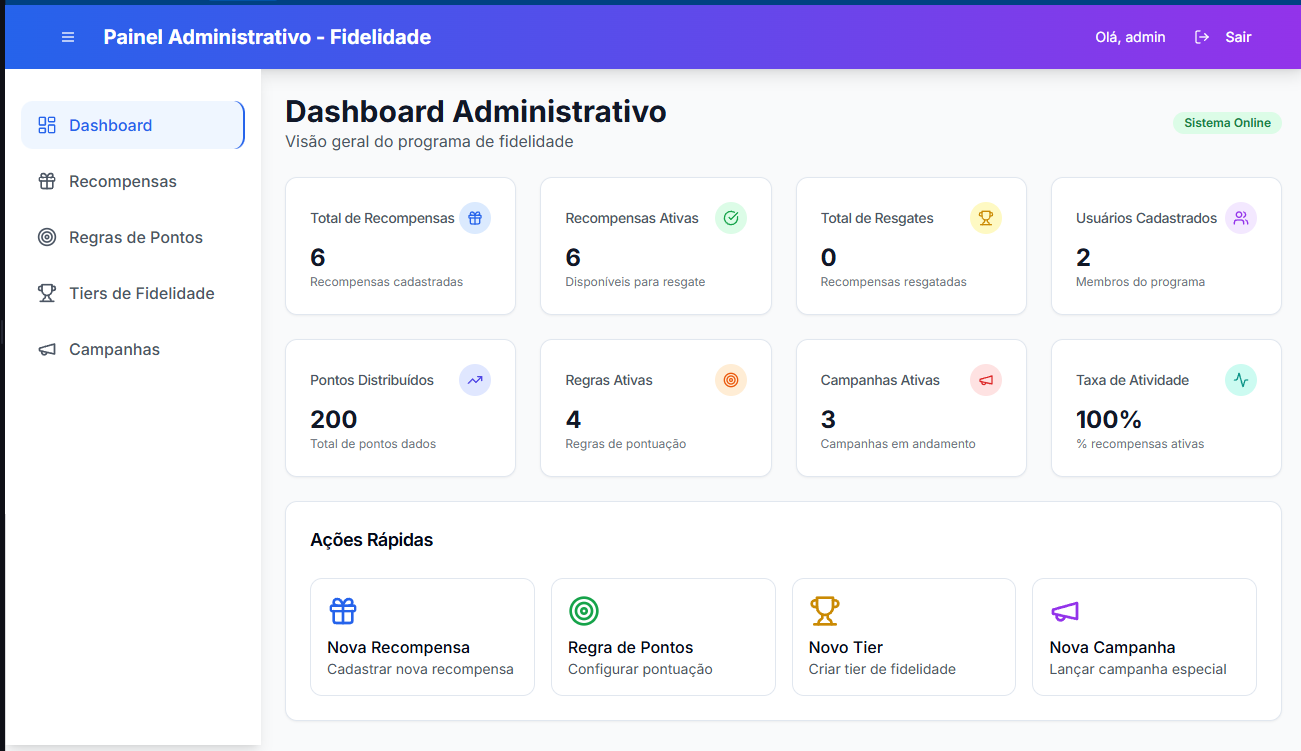 Painel Administrativo - Fidelidade
Olá, admin
Sair
Dashboard
Recompensas
Regras de Pontos
Tiers de Fidelidade
Campanhas
Dashboard Administrativo
Visão geral do programa de fidelidade
Sistema Online
Total de Recompensas
6
Recompensas cadastradas
Recompensas Ativas
6
Disponíveis para resgate
Total de Resgates
0
Recompensas resgatadas
Usuários Cadastrados
2
Membros do programa
Pontos Distribuídos
200
Total de pontos dados
Regras Ativas
4
Regras de pontuação
Campanhas Ativas
3
Campanhas em andamento
Taxa de Atividade
100%
% recompensas ativas
Ações Rápidas
Nova Recompensa
Cadastrar nova recompensa
Regra de Pontos
Configurar pontuação
Novo Tier
Criar tier de fidelidade
Nova Campanha
Lançar campanha especial